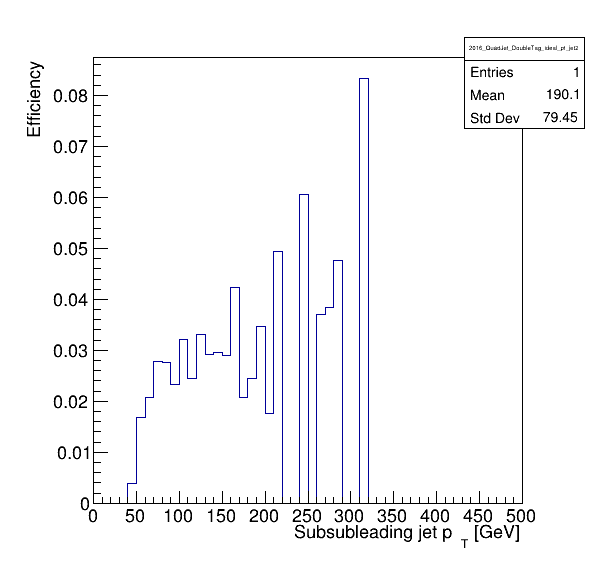 2016_QuadJet_DoubleTag_ideal_pt_jet2
Entries 1
Mean 190.1
Std Dev 79.45
Efficiency
0.08
0.07
0.06
0.05
0.04
0.03
0.02
0.01
0
0 50 100 150 200 250 300 350 400 450 500
Subsubleading jet p_T [GeV]